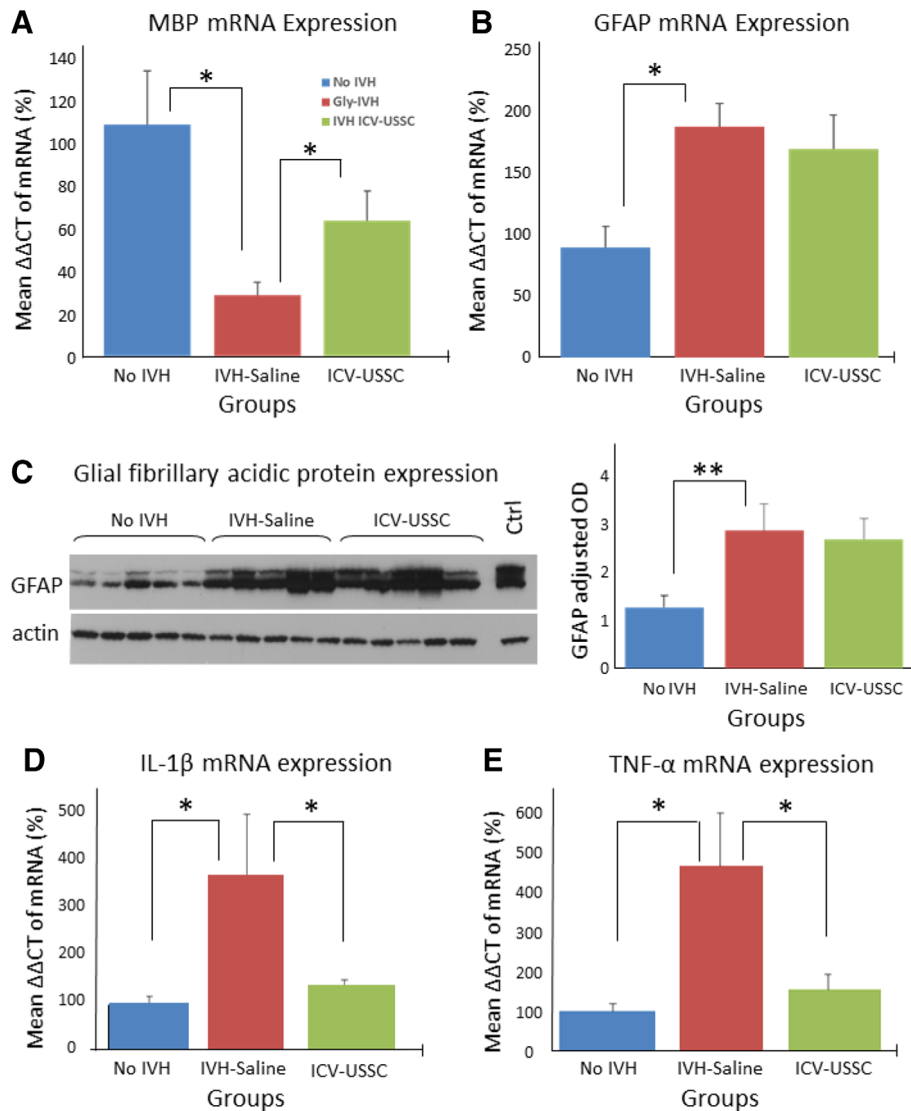 A
MBP mRNA Expression
Mean ΔΔCT of mRNA (%)
140
120
100
80
60
40
20
0
*
*
No IVH
Gly-IVH
IVH ICV-USSC
No IVH IVH-Saline ICV-USSC
Groups
B
GFAP mRNA Expression
Mean ΔΔCT of mRNA (%)
250
200
150
100
50
0
*
No IVH IVH-Saline ICV-USSC
Groups
C
Glial fibrillary acidic protein expression
No IVH IVH-Saline ICV-USSC Ctrl
GFAP
actin
GFAP adjusted OD
4
3
2
1
0
**
No IVH IVH-Saline ICV-USSC
Groups
D
IL-1β mRNA expression
Mean ΔΔCT of mRNA (%)
500
400
300
200
100
0
* *
No IVH IVH-Saline ICV-USSC
Groups
E
TNF-α mRNA expression
Mean ΔΔCT of mRNA (%)
600
500
400
300
200
100
0
* *
No IVH IVH-Saline ICV-USSC
Groups